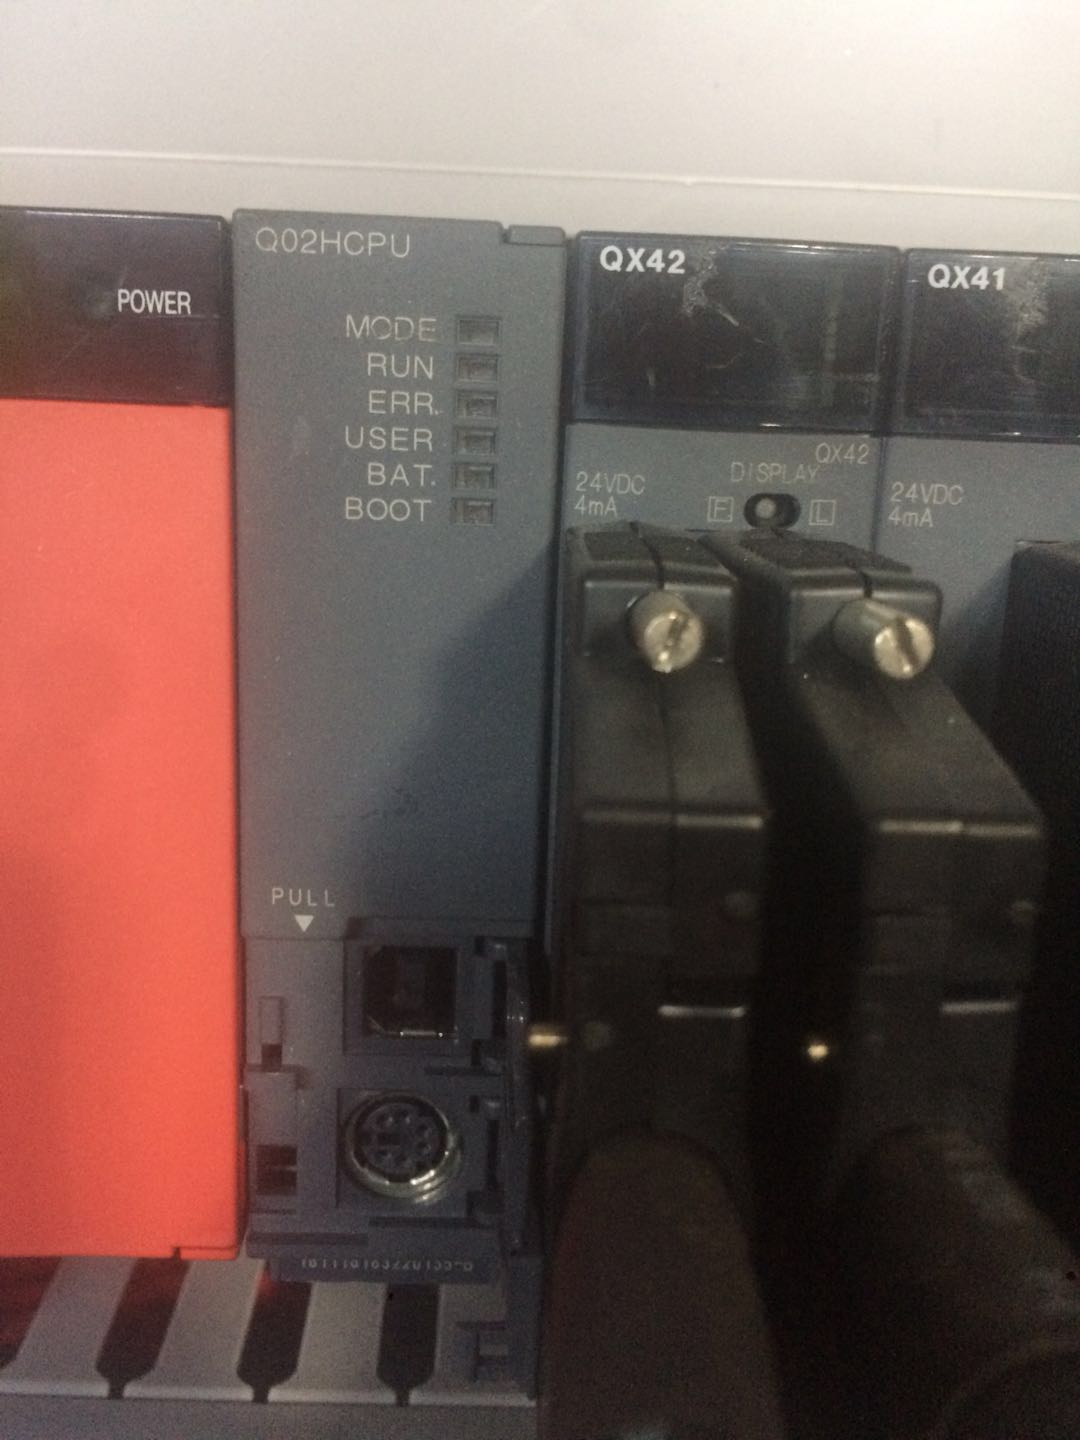 POWER
Q02HCPU
MODE
RUN
ERR.
USER
BAT.
BOOT
PULL
QX42
QX42
DISPLAY
24VDC
4mA
F
L
QX41
24VDC
4mA